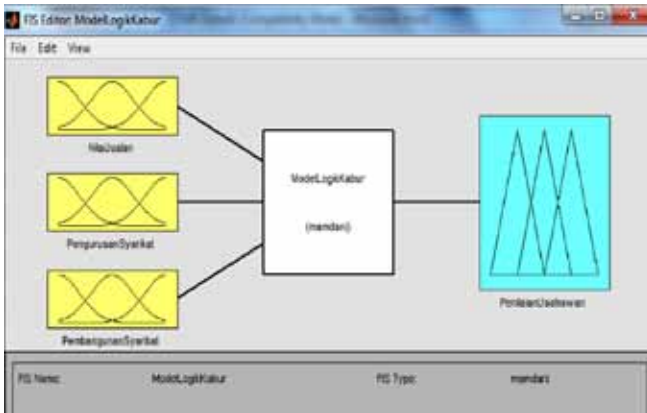 FIS Editor: ModelLogikKabur
File Edit View
NilaiJualan
PengurusanSyarikat
PembangunanSyarikat
ModelLogikKabur
(mamdani)
PenilaianUsahawan
FIS Name: ModelLogikKabur FIS Type: mamdani